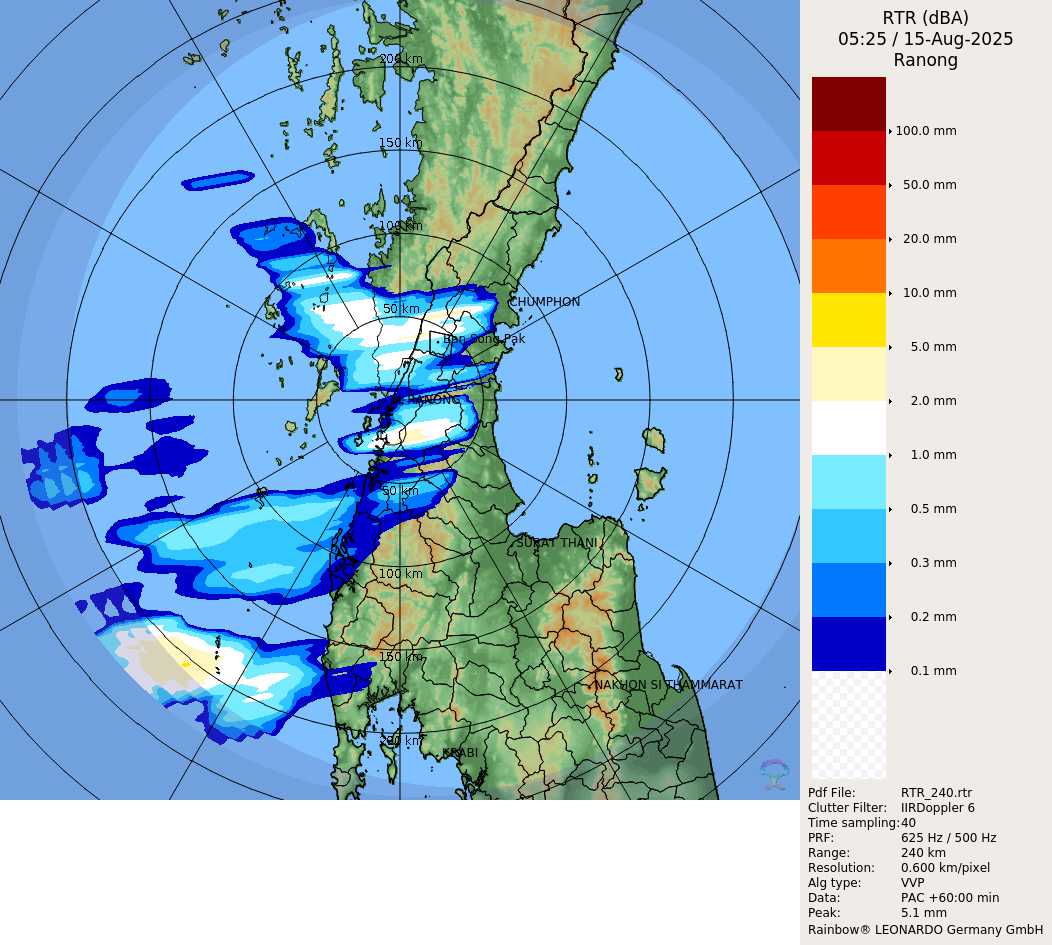 RTR (dBA)
05:25 / 15-Aug-2025
Ranong
200 km
150 km
100 km
50 km
CHUMPHON
Ban Song Pak
RANONG
50 km
SURAT THANI
100 km
150 km
NAKHON SI THAMMARAT
200 km
KRABI
100.0 mm
50.0 mm
20.0 mm
10.0 mm
5.0 mm
2.0 mm
1.0 mm
0.5 mm
0.3 mm
0.2 mm
0.1 mm
Pdf File: RTR_240.rtr
Clutter Filter: IIRDoppler 6
Time sampling: 40
PRF: 625 Hz / 500 Hz
Range: 240 km
Resolution: 0.600 km/pixel
Alg type: VVP
Data: PAC +60:00 min
Peak: 5.1 mm
Rainbow® LEONARDO Germany GmbH